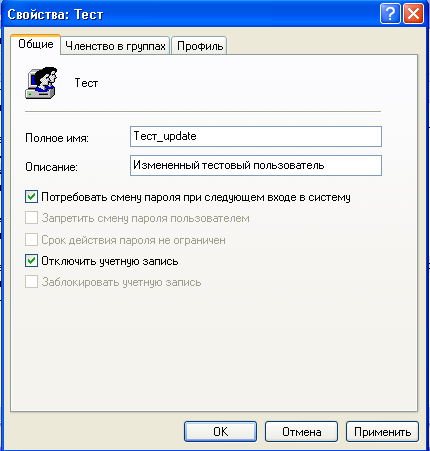 Свойства: Тест
Общие Членство в группах Профиль
Тест
Полное имя: Тест_update
Описание: Измененный тестовый пользователь
Потребовать смену пароля при следующем входе в систему
Запретить смену пароля пользователем
Срок действия пароля не ограничен
Отключить учетную запись
Заблокировать учетную запись
OK Отмена Применить